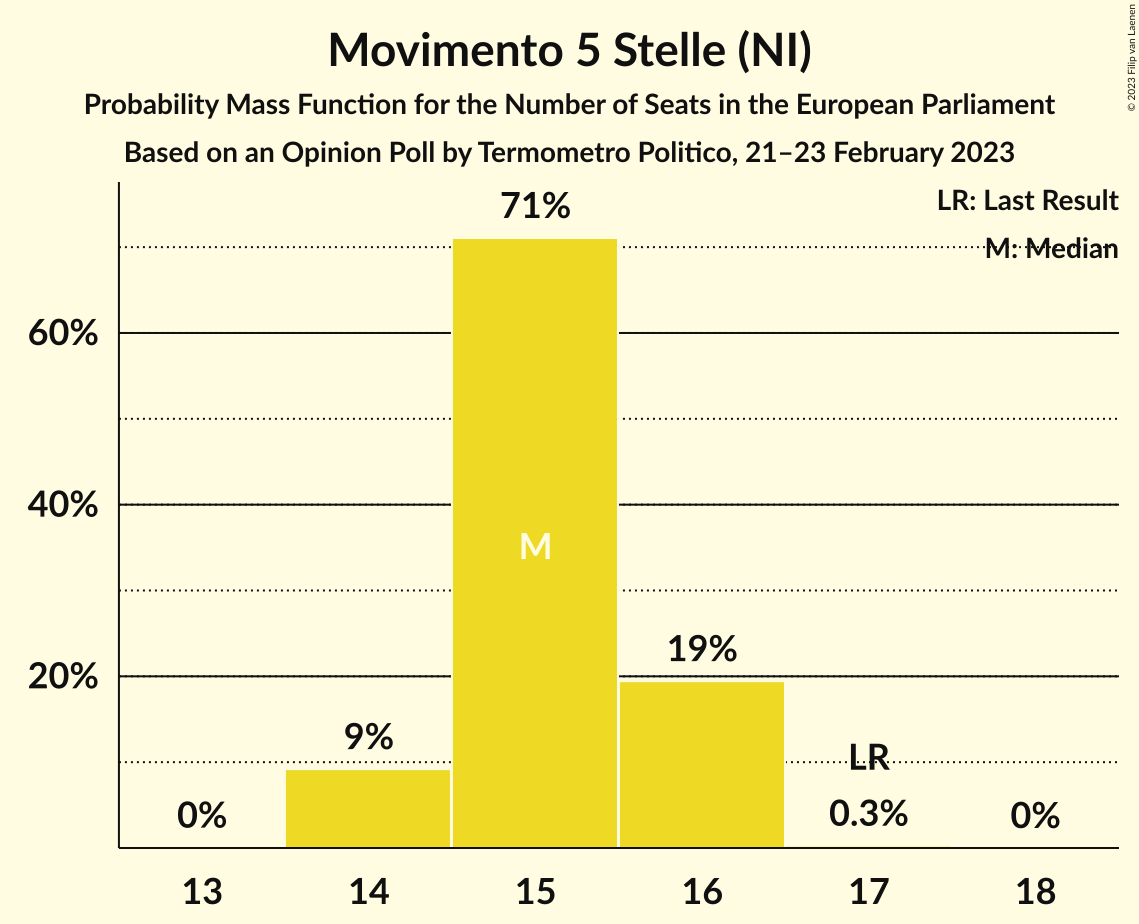 Movimento 5 Stelle (NI)
Probability Mass Function for the Number of Seats in the European Parliament
Based on an Opinion Poll by Termometro Politico, 21–23 February 2023
© 2023 Filip van Laenen
LR: Last Result
M: Median
71%
60%
40%
M
19%
20%
9%
LR
0%
0.3%
0%
13 14 15 16 17 18